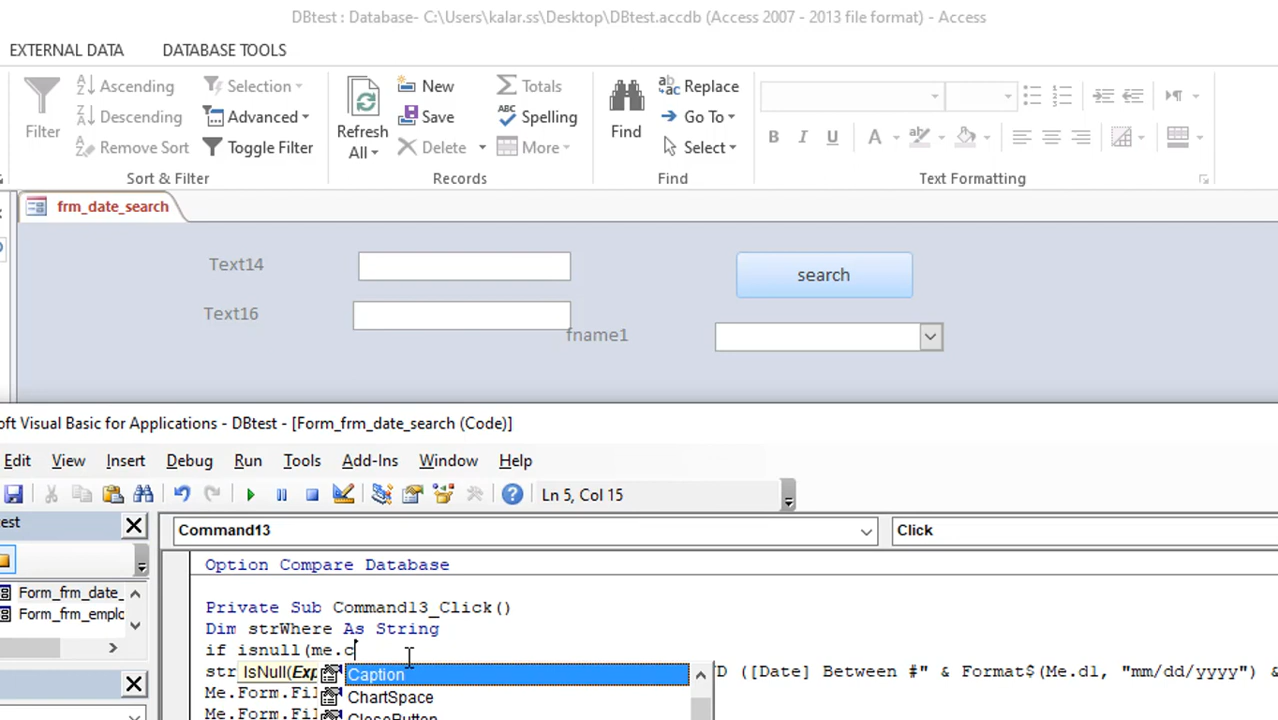 DBtest : Database- C:\Users\kalar.ss\Desktop\DBtest.accdb (Access 2007 - 2013 file format) - Access
EXTERNAL DATA DATABASE TOOLS
Filter
Ascending
Descending
Remove Sort
Selection
Advanced
Toggle Filter
Sort & Filter
Refresh
All
New
Save
Delete
Totals
Spelling
More
Records
Find
Replace
Go To
Select
Find
B I U A
Text Formatting
frm_date_search
Text14
search
Text16
fname1
soft Visual Basic for Applications - DBtest - [Form_frm_date_search (Code)]
Edit View Insert Debug Run Tools Add-Ins Window Help
Ln 5, Col 15
Command13
Click
Form_frm_date_
Form_frm_emplo
Option Compare Database
Private Sub Command13_Click()
Dim strWhere As String
if isnull(me.c
str
IsNull(Exp
D ([Date] Between #" & Format$(Me.d1, "mm/dd/yyyy") &
Me.Form.Fil
Me.Form.Fil
Caption
ChartSpace
CloseButton